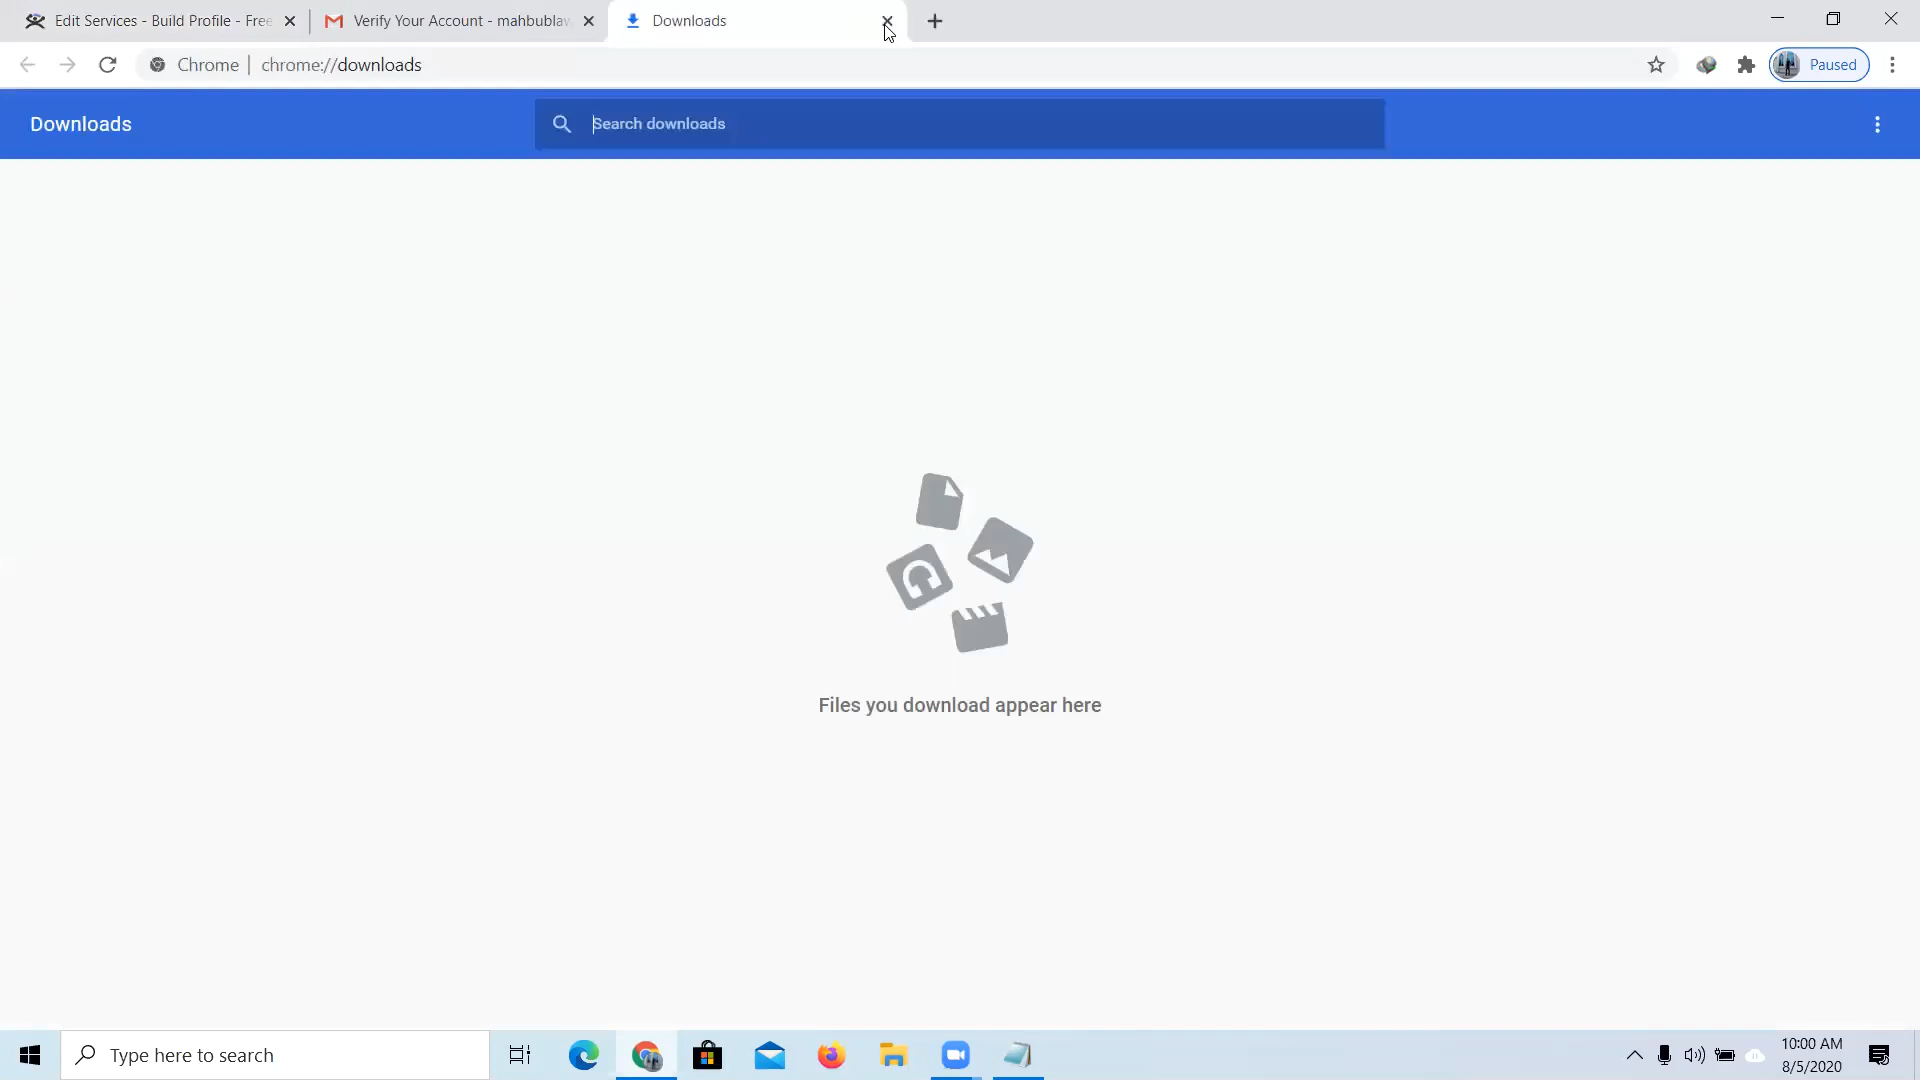 Edit Services - Build Profile - Free
Verify Your Account - mahbublaw
Downloads
Chrome | chrome://downloads
Paused
Downloads
Search downloads
Files you download appear here
Type here to search
10:00 AM
8/5/2020